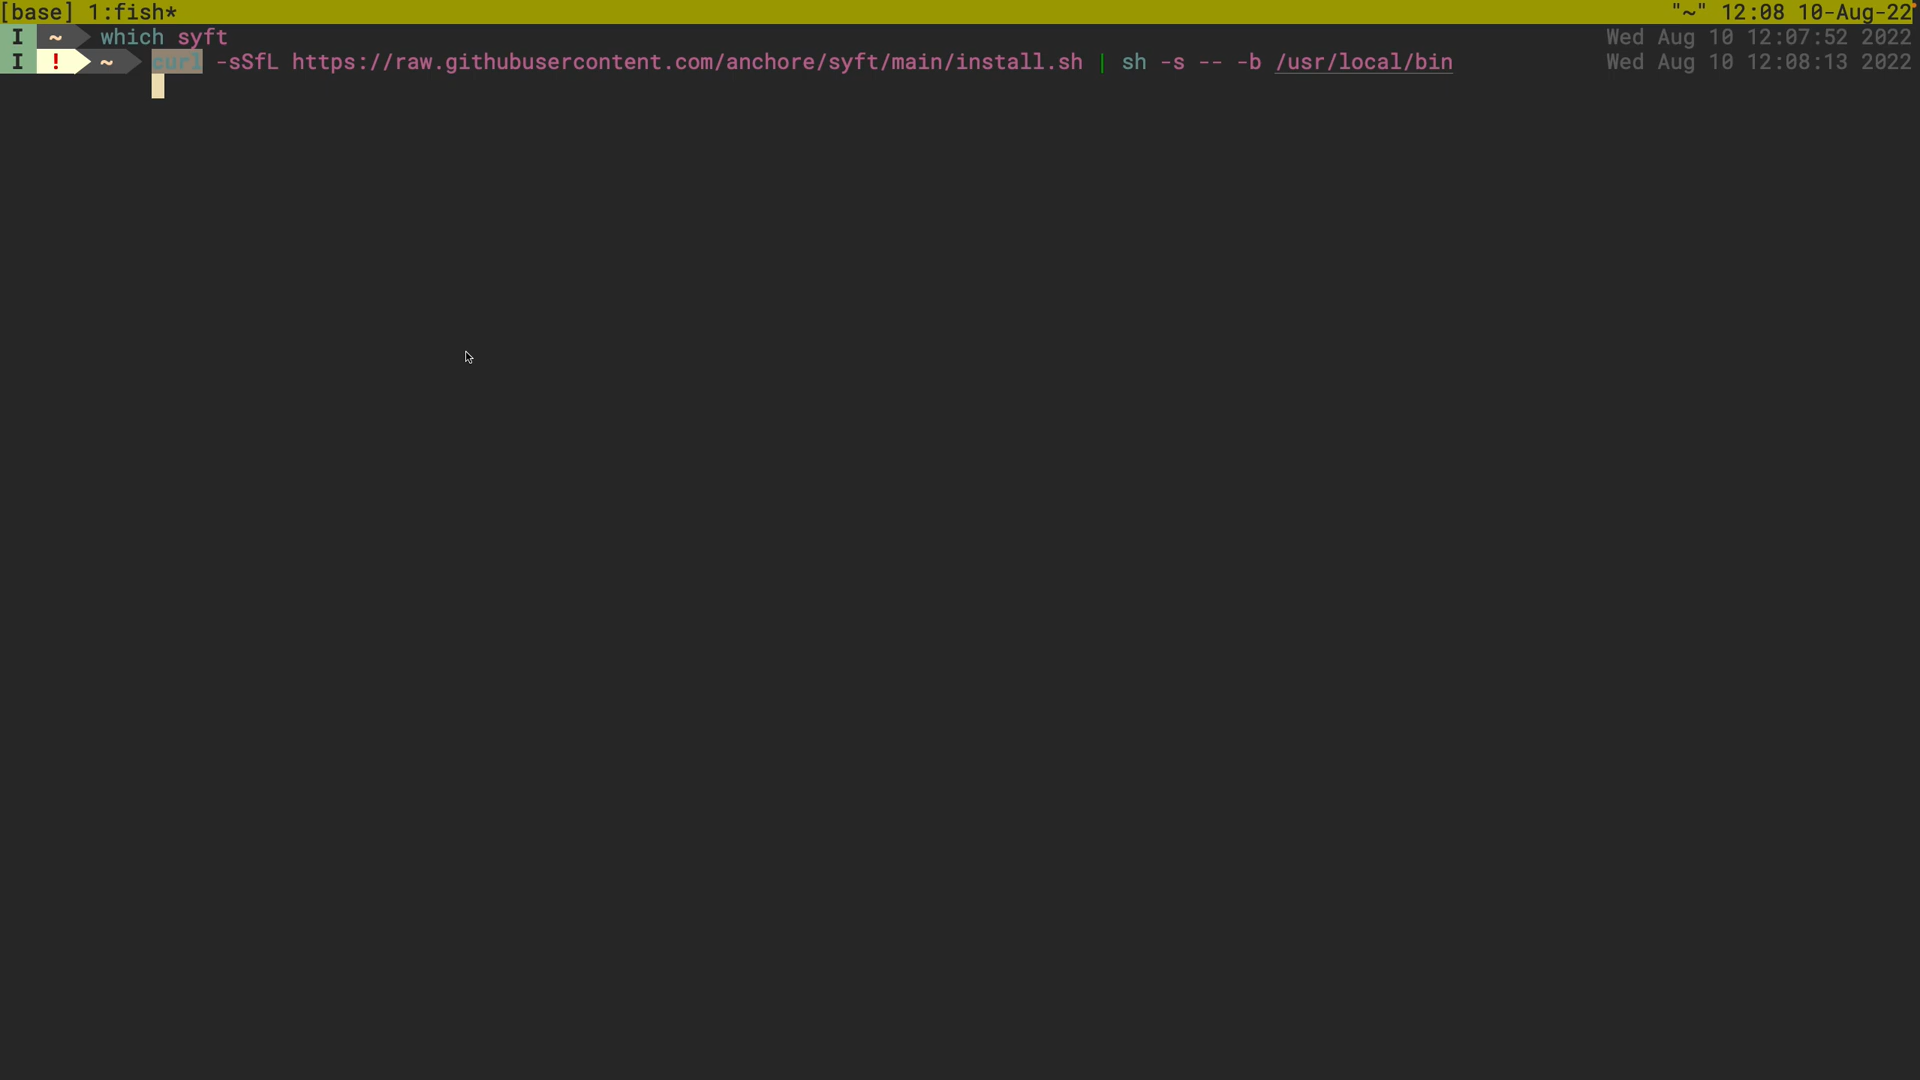 [base] 1:fish* "~" 12:08 10-Aug-22
I ~ which syft Wed Aug 10 12:07:52 2022
I ! ~ curl -sSfL https://raw.githubusercontent.com/anchore/syft/main/install.sh | sh -s -- -b /usr/local/bin Wed Aug 10 12:08:13 2022